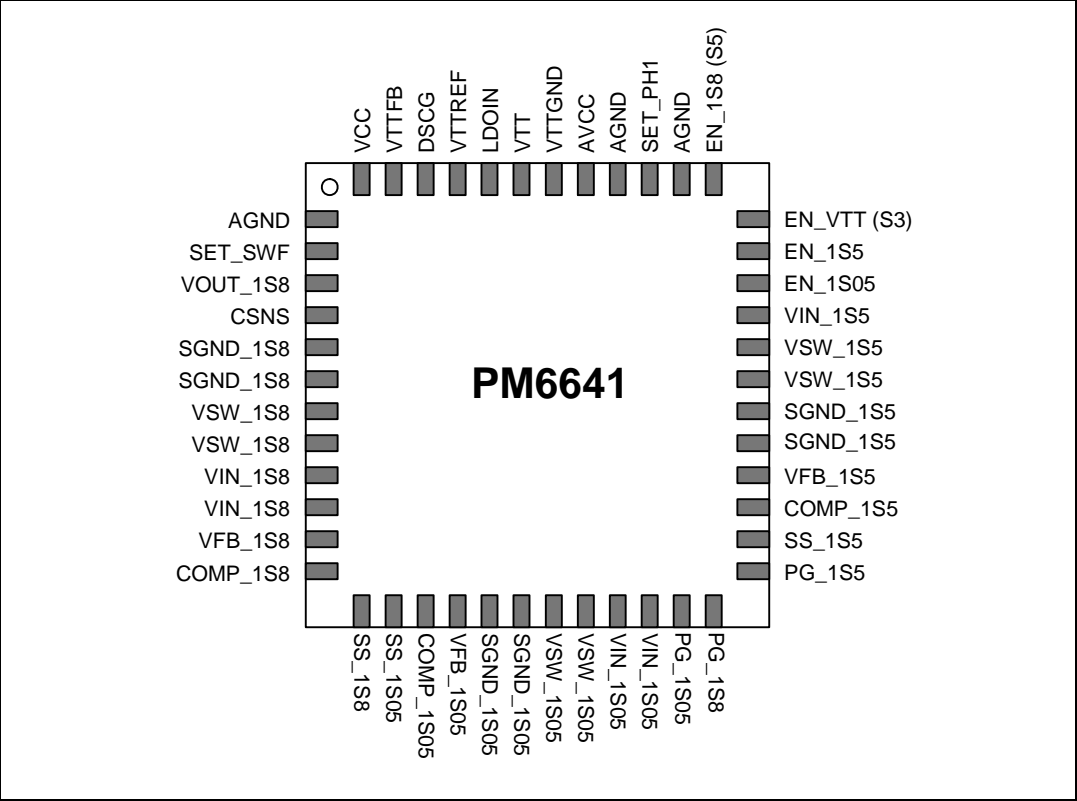 VCC
VTTFB
DSCG
VTTREF
LDOIN
VTT
VTTGND
AVCC
AGND
SET_PH1
AGND
EN_1S8 (S5)
AGND
SET_SWF
VOUT_1S8
CSNS
SGND_1S8
SGND_1S8
VSW_1S8
VSW_1S8
VIN_1S8
VIN_1S8
VFB_1S8
COMP_1S8
PM6641
EN_VTT (S3)
EN_1S5
EN_1S05
VIN_1S5
VSW_1S5
VSW_1S5
SGND_1S5
SGND_1S5
VFB_1S5
COMP_1S5
SS_1S5
PG_1S5
SS_1S8
SS_1S05
COMP_1S05
VFB_1S05
SGND_1S05
SGND_1S05
VSW_1S05
VSW_1S05
VIN_1S05
VIN_1S05
PG_1S05
PG_1S8